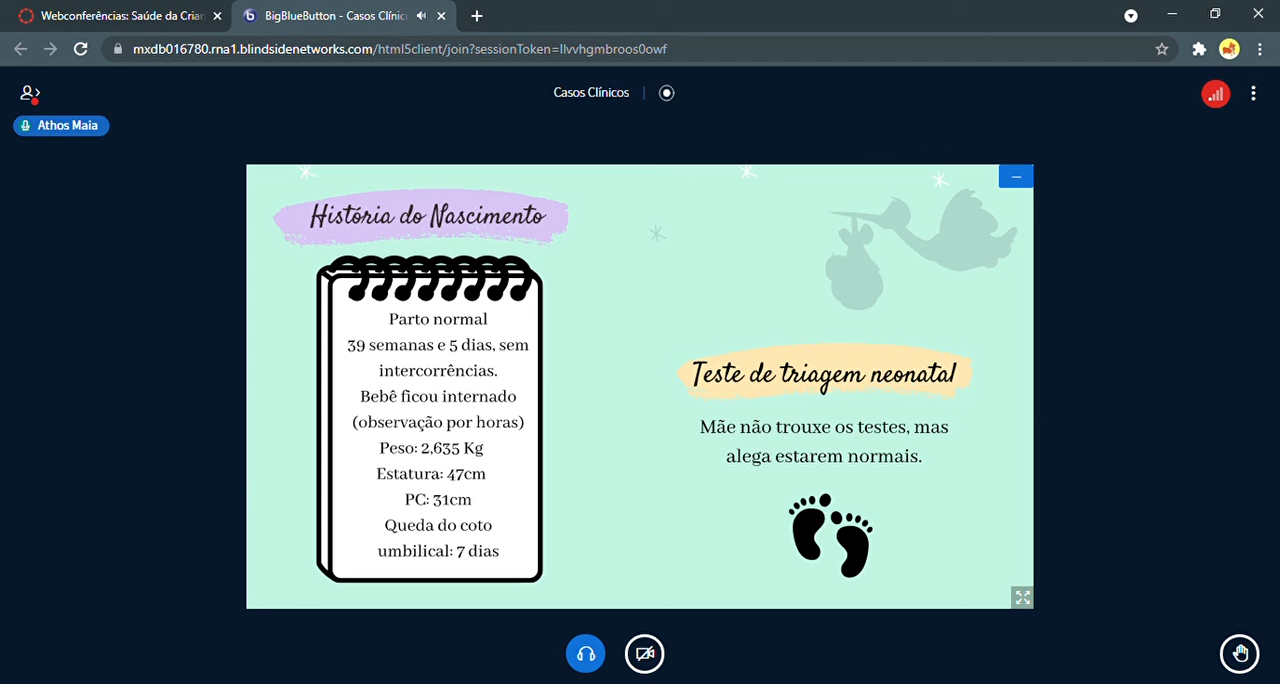 Webconferências: Saúde da Crian
BigBlueButton - Casos Clínic
mxdb016780.rna1.blindsidenetworks.com/html5client/join?sessionToken=llvvhgmbroos0owf
Casos Clínicos
Athos Maia
História do Nascimento
Parto normal
39 semanas e 5 dias, sem
intercorrências.
Bebê ficou internado
(observação por horas)
Peso: 2,635 Kg
Estatura: 47cm
PC: 31cm
Queda do coto
umbilical: 7 dias
Teste de triagem neonatal
Mãe não trouxe os testes, mas
alega estarem normais.